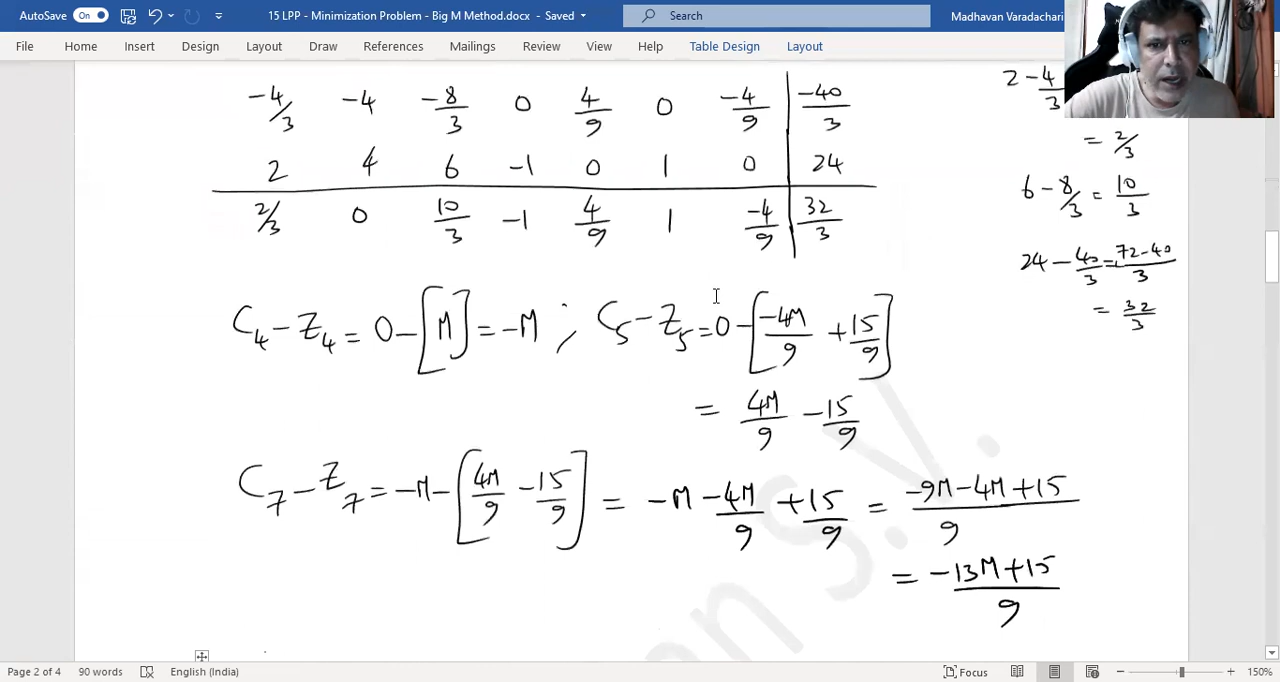 AutoSave On 15 LPP - Minimization Problem - Big M Method.docx - Saved Search Madhavan Varadachari
File Home Insert Design Layout Draw References Mailings Review View Help Table Design Layout
-4/3 -4 -8/3 0 4/9 0 -4/9 | -40/3
2 4 6 -1 0 1 0 | 24
2/3 0 10/3 -1 4/9 1 -4/9 | 32/3
2 - 4/3
= 2/3
6 - 8/3 = 10/3
24 - 40/3 = 72-40/3
= 32/3
C4 - Z4 = 0 - [M] = -M ; C5 - Z5 = 0 - [-4M/9 + 15/9]
= 4M/9 - 15/9
C7 - Z7 = -M - [4M/9 - 15/9] = -M - 4M/9 + 15/9 = -9M - 4M + 15/9
= -13M + 15/9
an S.V.
Page 2 of 4 90 words English (India) Focus 150%